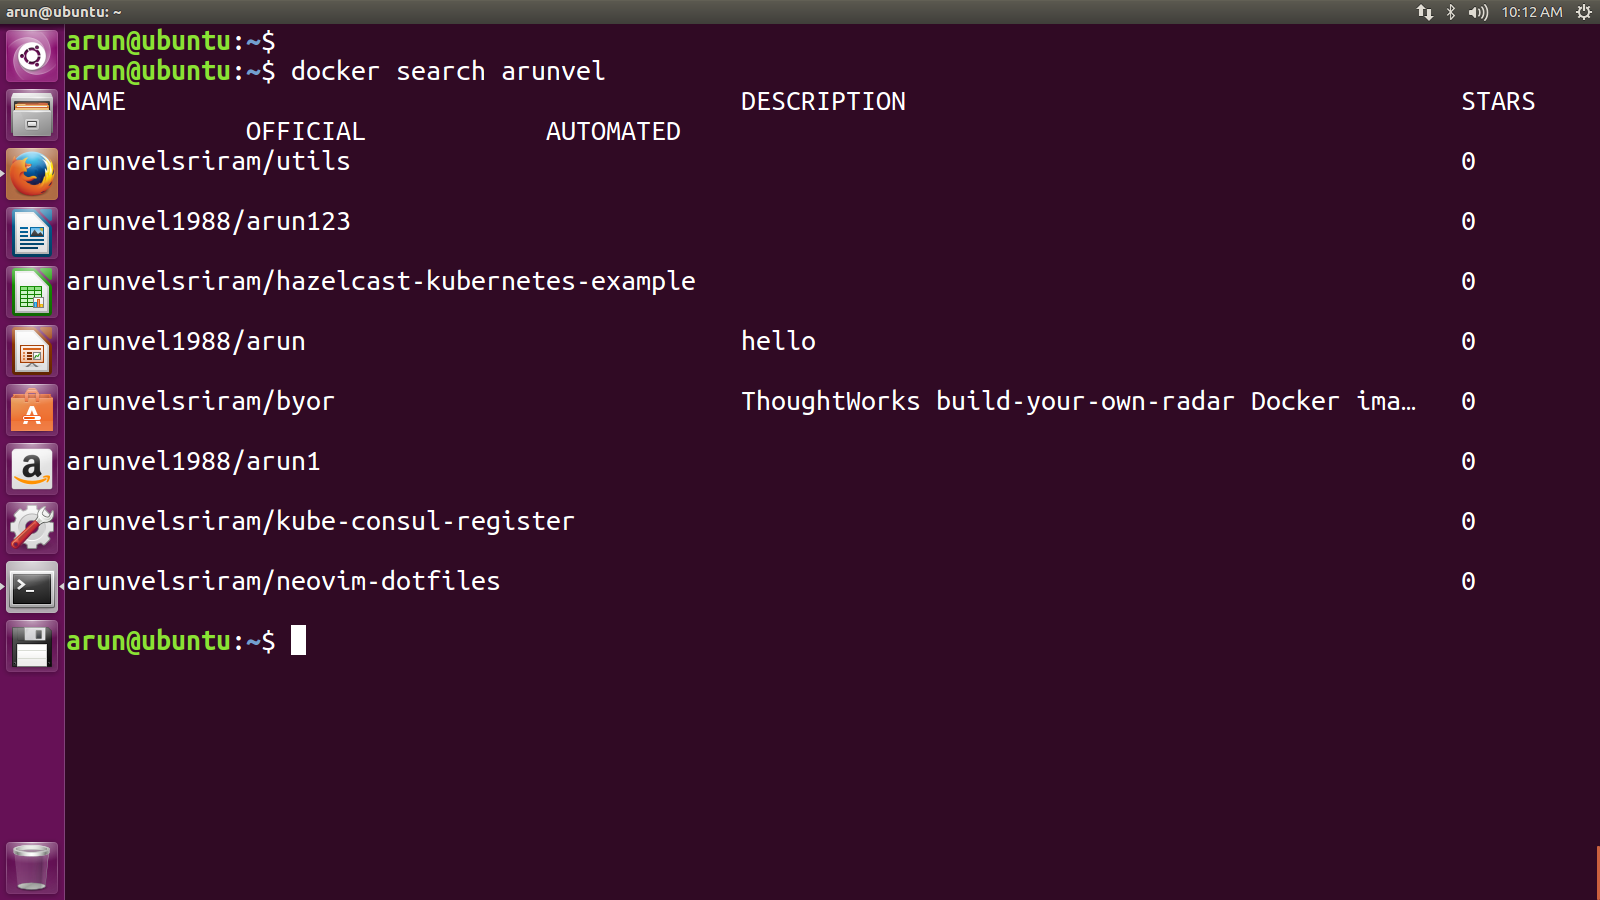 arun@ubuntu: ~
10:12 AM
arun@ubuntu:~$
arun@ubuntu:~$ docker search arunvel
NAME DESCRIPTION STARS
OFFICIAL AUTOMATED
arunvelsriram/utils 0
arunvel1988/arun123 0
arunvelsriram/hazelcast-kubernetes-example 0
arunvel1988/arun hello 0
arunvelsriram/byor ThoughtWorks build-your-own-radar Docker ima… 0
arunvel1988/arun1 0
arunvelsriram/kube-consul-register 0
arunvelsriram/neovim-dotfiles 0
arun@ubuntu:~$